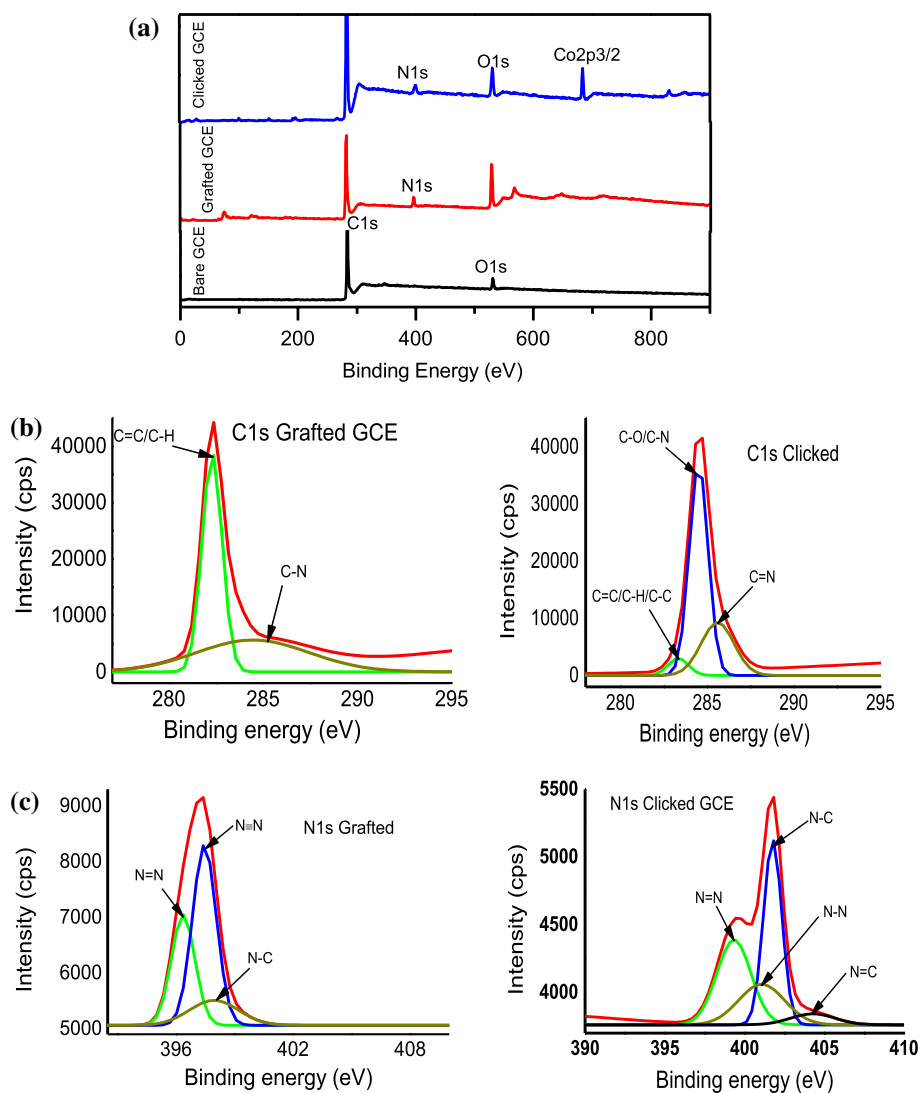 (a)
Clicked GCE
N1s
O1s
Co2p3/2
Grafted GCE
N1s
Bare GCE
C1s
O1s
0
200
400
600
800
Binding Energy (eV)
(b)
C1s Grafted GCE
C=C/C-H
C-N
Intensity (cps)
40000
30000
20000
10000
0
280
285
290
295
Binding energy (eV)
C1s Clicked
C-O/C-N
C=C/C-H/C-C
C=N
Intensity (cps)
40000
30000
20000
10000
0
280
285
290
295
Binding energy (eV)
(c)
N1s Grafted
N≡N
N=N
N-C
Intensity (cps)
9000
8000
7000
6000
5000
396
402
408
Binding energy (eV)
N1s Clicked GCE
N-C
N=N
N-N
N=C
Intensity (cps)
5500
5000
4500
4000
390
395
400
405
410
Binding energy (eV)